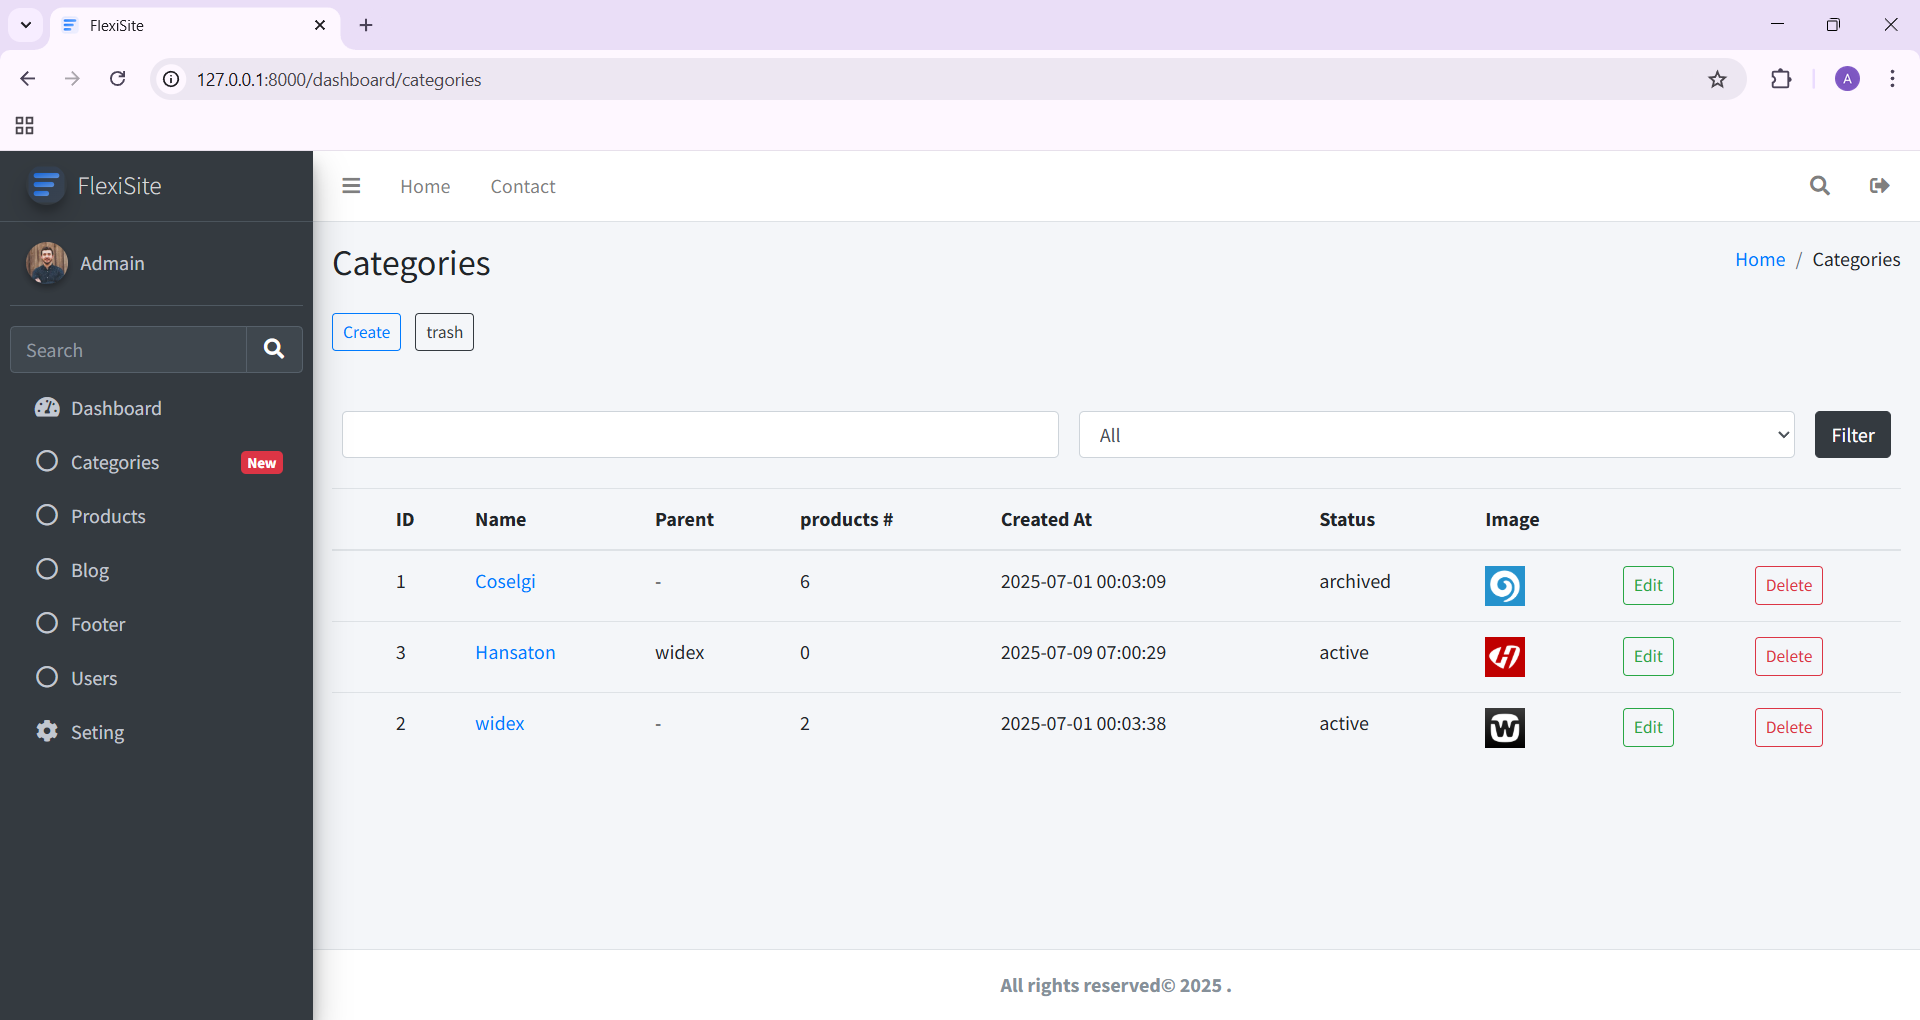 FlexiSite
127.0.0.1:8000/dashboard/categories
A
FlexiSite
Home
Contact
Admain
Categories
Home / Categories
Create
trash
Search
Dashboard
All
Filter
Categories
New
Products
Blog
Footer
Users
Seting
ID Name Parent products # Created At Status Image
1 Coselgi - 6 2025-07-01 00:03:09 archived Edit Delete
3 Hansaton widex 0 2025-07-09 07:00:29 active Edit Delete
2 widex - 2 2025-07-01 00:03:38 active W Edit Delete
All rights reserved© 2025 .